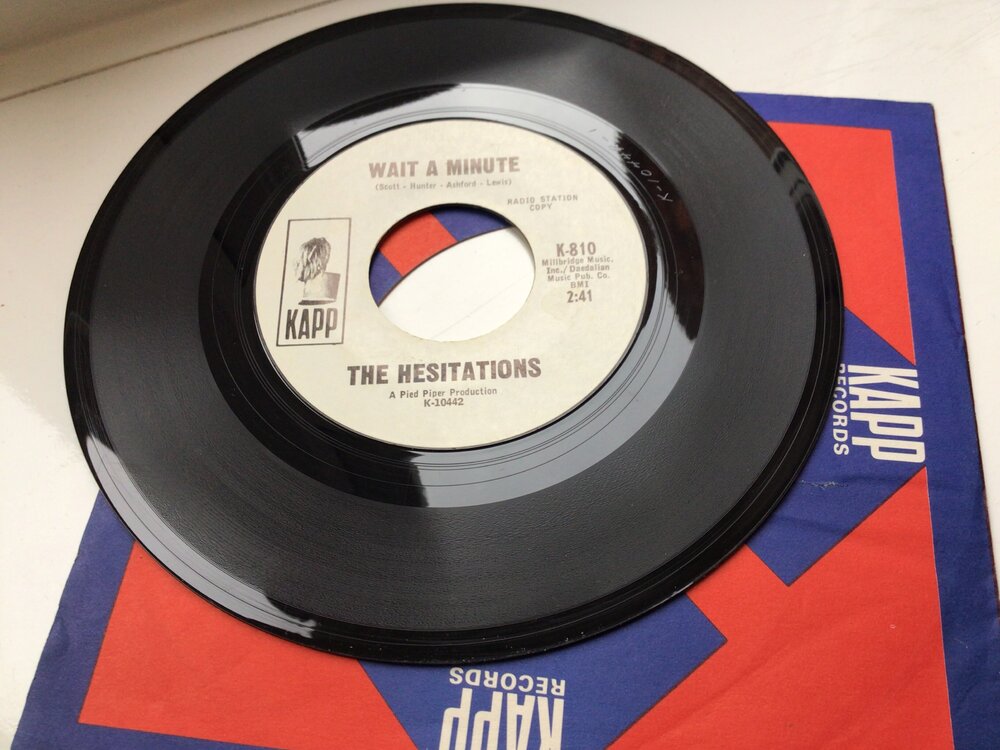 WAIT A MINUTE
(Scott - Hunter - Ashford - Lewis)
RADIO STATION
COPY
K-810
Millbridge Music,
Inc./Daedalian
Music Pub. Co.
BMI
2:41
KAPP
THE HESITATIONS
A Pied Piper Production
K-10442
KAPP
RECORDS
KAPP
RECORDS